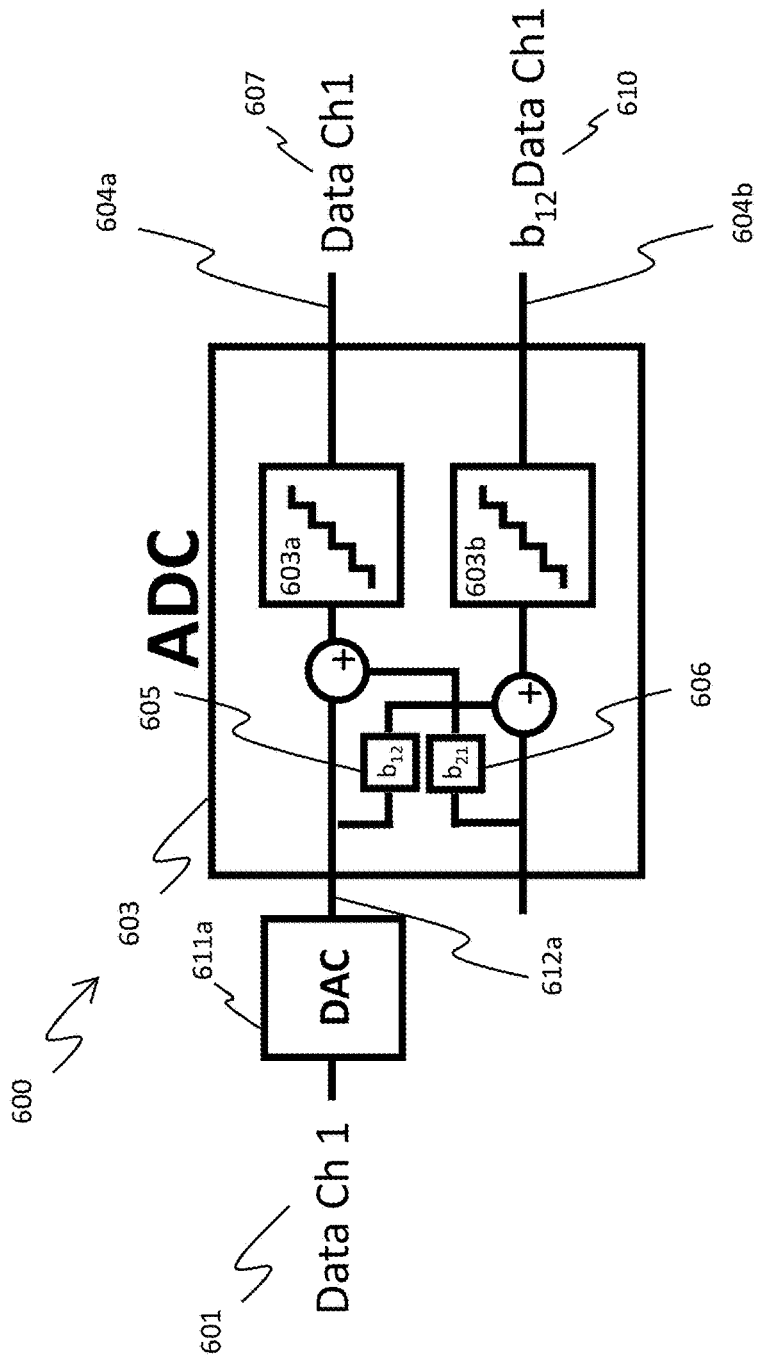 600
601
Data Ch 1
611a
DAC
612a
603
ADC
605
b12
b21
606
+
+
603a
603b
604a
604b
607
Data Ch1
b12Data Ch1
610